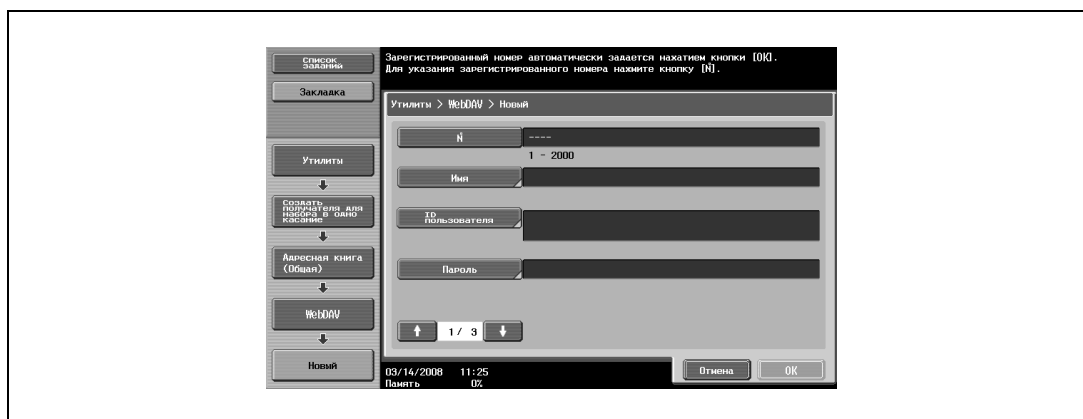 Список
заданий
Закладка
Утилиты
Создать
получателя для
набора в одно
касание
Адресная книга
(Общая)
WebDAV
Новый
Зарегистрированный номер автоматически задается нажатием кнопки [OK].
Для указания зарегистрированного номера нажмите кнопку [Ñ].
Утилиты > WebDAV > Новый
Ñ ----
1 - 2000
Имя
ID
пользователя
Пароль
1/ 3
03/14/2008 11:25
Память 0%
Отмена OK